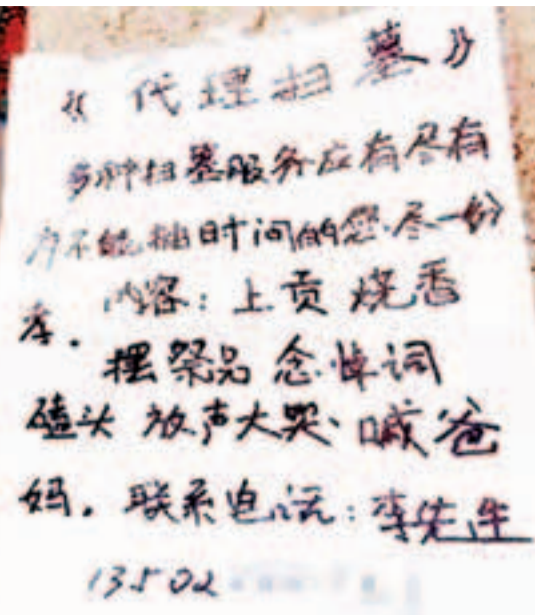 《代理扫墓》
多种扫墓服务应有尽有
为不能抽时间的您.尽一份
孝. 内容:上贡 烧香
摆祭品 念悼词
磕头 放声大哭. 喊爸
妈. 联系电话:李先生
13502